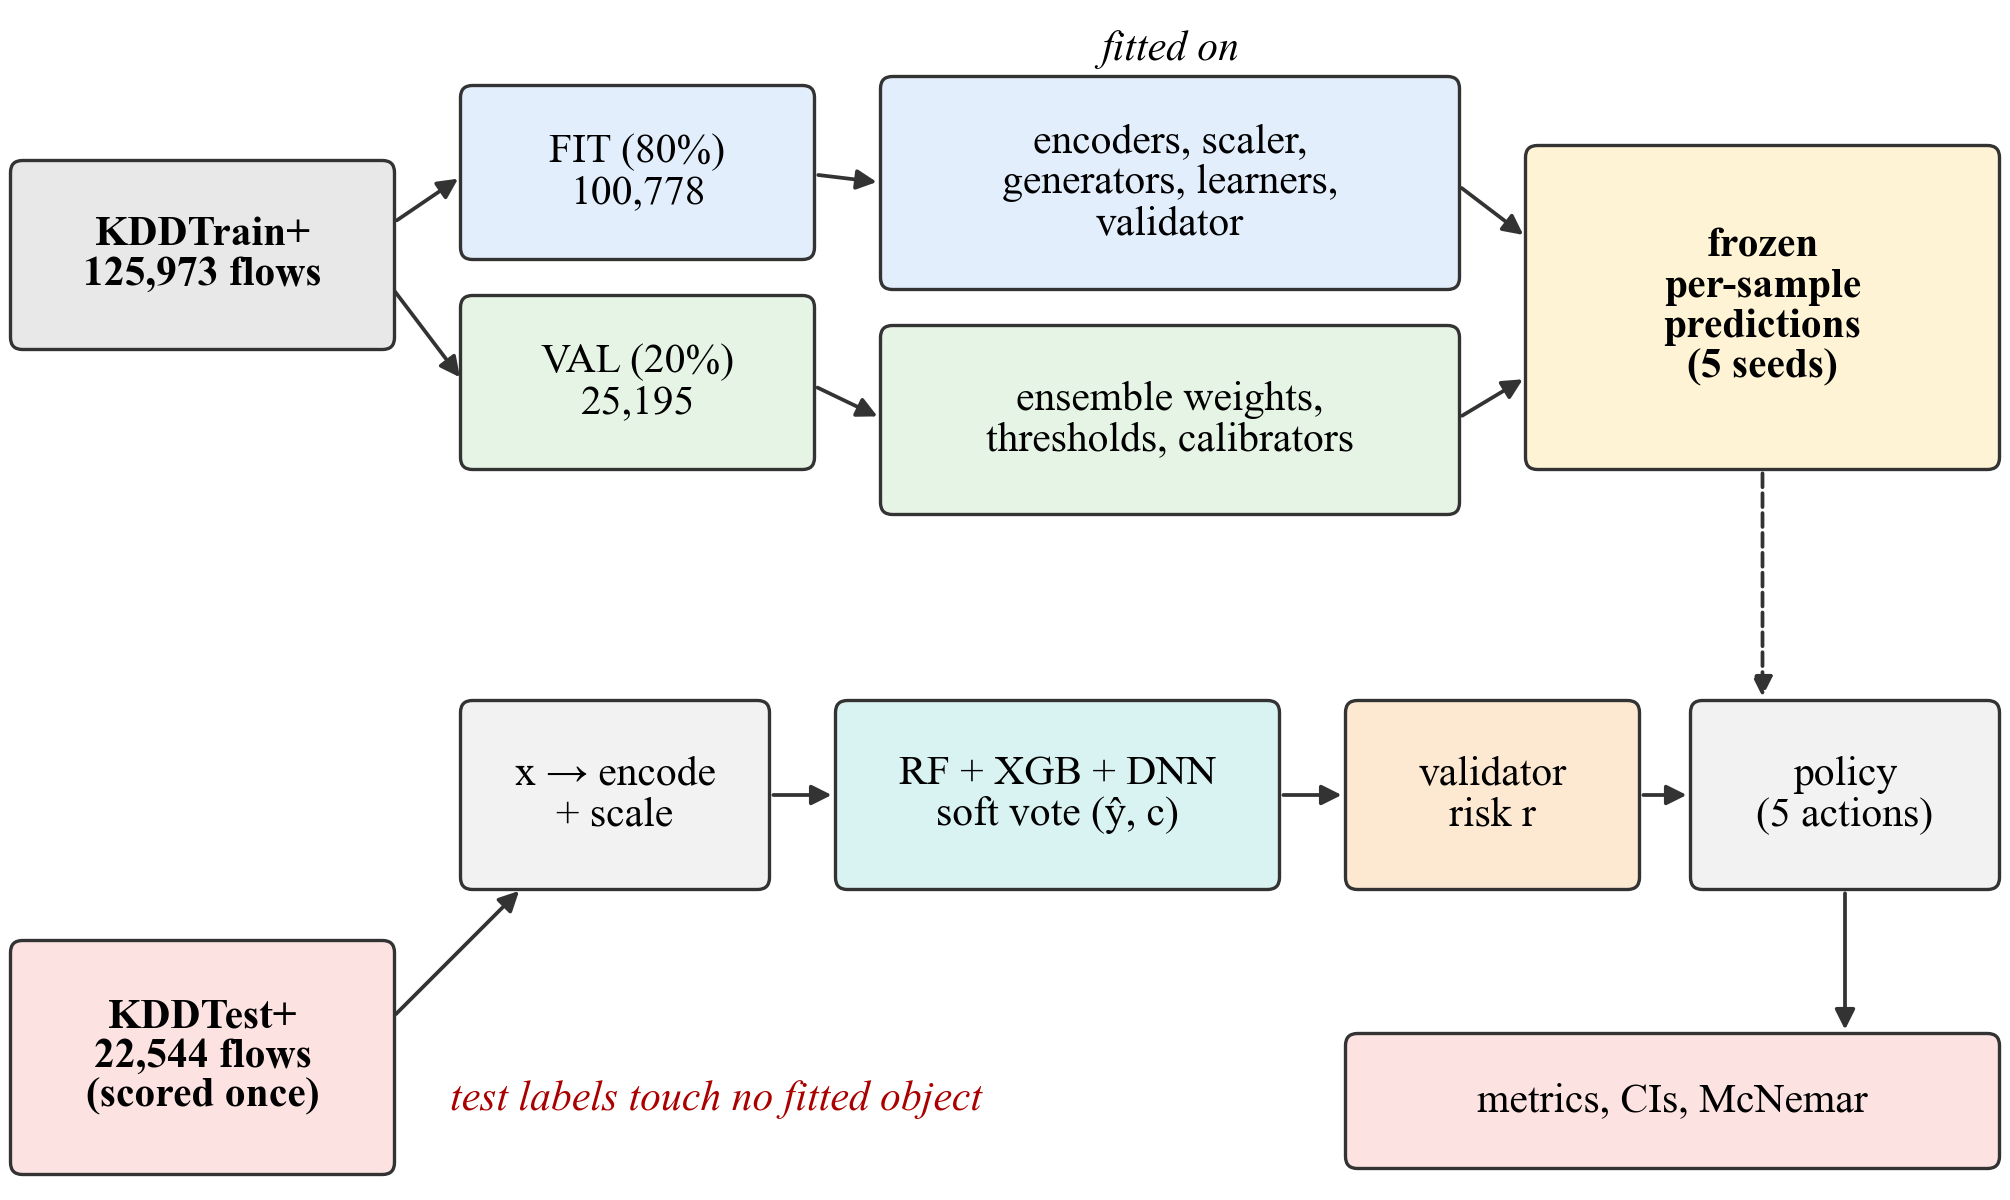 fitted on
KDDTrain+
125,973 flows
FIT (80%)
100,778
encoders, scaler,
generators, learners,
validator
VAL (20%)
25,195
ensemble weights,
thresholds, calibrators
frozen
per-sample
predictions
(5 seeds)
x → encode
+ scale
RF + XGB + DNN
soft vote (ŷ, c)
validator
risk r
policy
(5 actions)
KDDTest+
22,544 flows
(scored once)
test labels touch no fitted object
metrics, CIs, McNemar